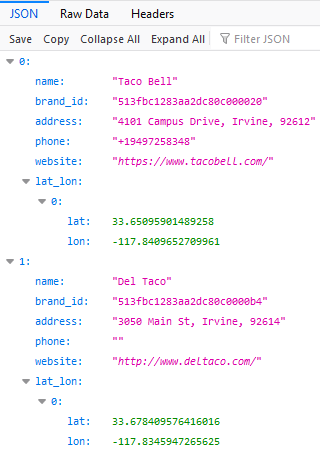 JSON Raw Data Headers
Save Copy Collapse All Expand All Filter JSON
0:
name: "Taco Bell"
brand_id: "513fbc1283aa2dc80c000020"
address: "4101 Campus Drive, Irvine, 92612"
phone: "+19497258348"
website: "https://www.tacobell.com/"
lat_lon:
0:
lat: 33.65095901489258
lon: -117.8409652709961
1:
name: "Del Taco"
brand_id: "513fbc1283aa2dc80c0000b4"
address: "3050 Main St, Irvine, 92614"
phone: ""
website: "http://www.deltaco.com/"
lat_lon:
0:
lat: 33.678409576416016
lon: -117.8345947265625